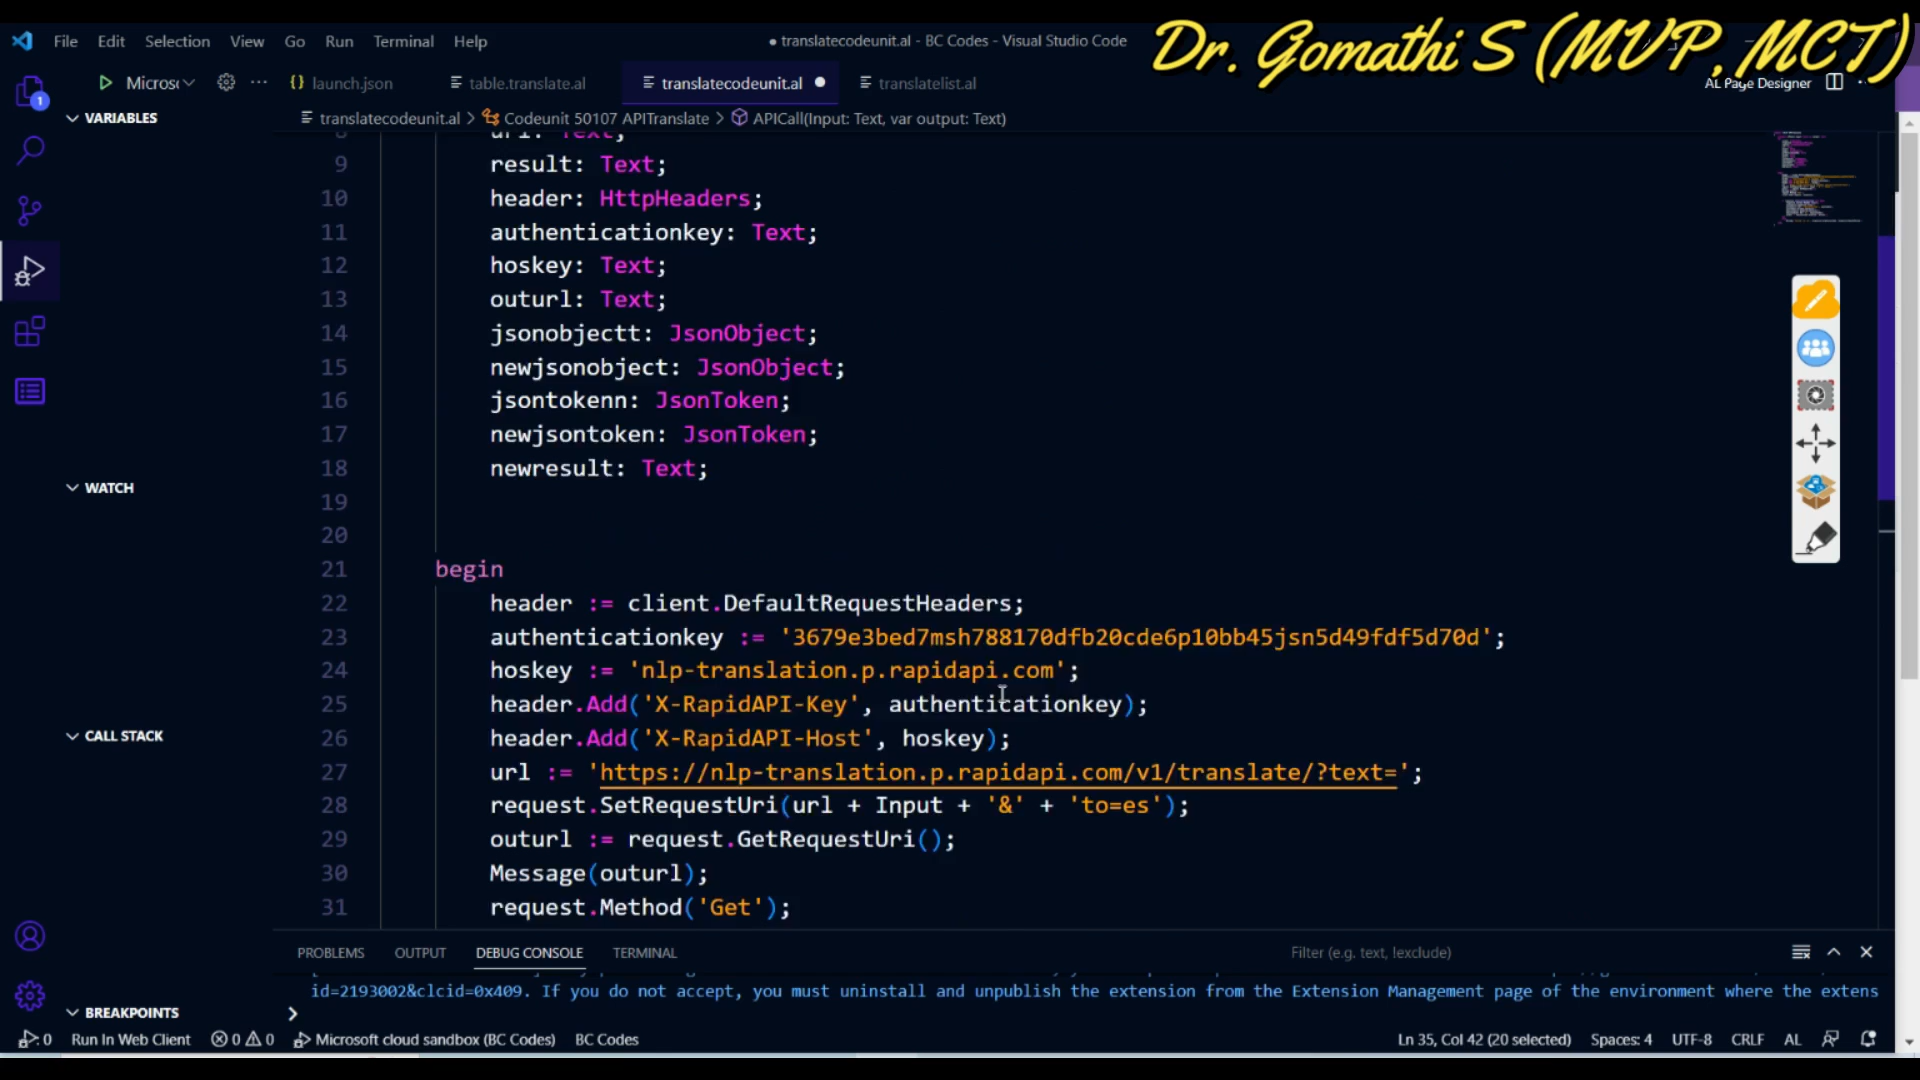 Dr. Gomathi S (MVP, MCT)
File Edit Selection View Go Run Terminal Help
● translatecodeunit.al - BC Codes - Visual Studio Code
launch.json table.translate.al translatecodeunit.al ● translatelist.al
AL Page Designer
translatecodeunit.al > Codeunit 50107 APITranslate > APICall(Input: Text, var output: Text)
1
VARIABLES
WATCH
CALL STACK
BREAKPOINTS
9 result: Text;
10 header: HttpHeaders;
11 authenticationkey: Text;
12 hoskey: Text;
13 outurl: Text;
14 jsonobjectt: JsonObject;
15 newjsonobject: JsonObject;
16 jsontokenn: JsonToken;
17 newjsontoken: JsonToken;
18 newresult: Text;
19
20
21 begin
22 header := client.DefaultRequestHeaders;
23 authenticationkey := '3679e3bed7msh788170dfb20cde6p10bb45jsn5d49fdf5d70d';
24 hoskey := 'nlp-translation.p.rapidapi.com';
25 header.Add('X-RapidAPI-Key', authenticationkey);
26 header.Add('X-RapidAPI-Host', hoskey);
27 url := 'https://nlp-translation.p.rapidapi.com/v1/translate/?text=';
28 request.SetRequestUri(url + Input + '&' + 'to=es');
29 outurl := request.GetRequestUri();
30 Message(outurl);
31 request.Method('Get');
PROBLEMS OUTPUT DEBUG CONSOLE TERMINAL
Filter (e.g. text, !exclude)
id=2193002&clcid=0x409. If you do not accept, you must uninstall and unpublish the extension from the Extension Management page of the environment where the extens
0 Run In Web Client 0 0 Microsoft cloud sandbox (BC Codes) BC Codes
Ln 35, Col 42 (20 selected) Spaces: 4 UTF-8 CRLF AL